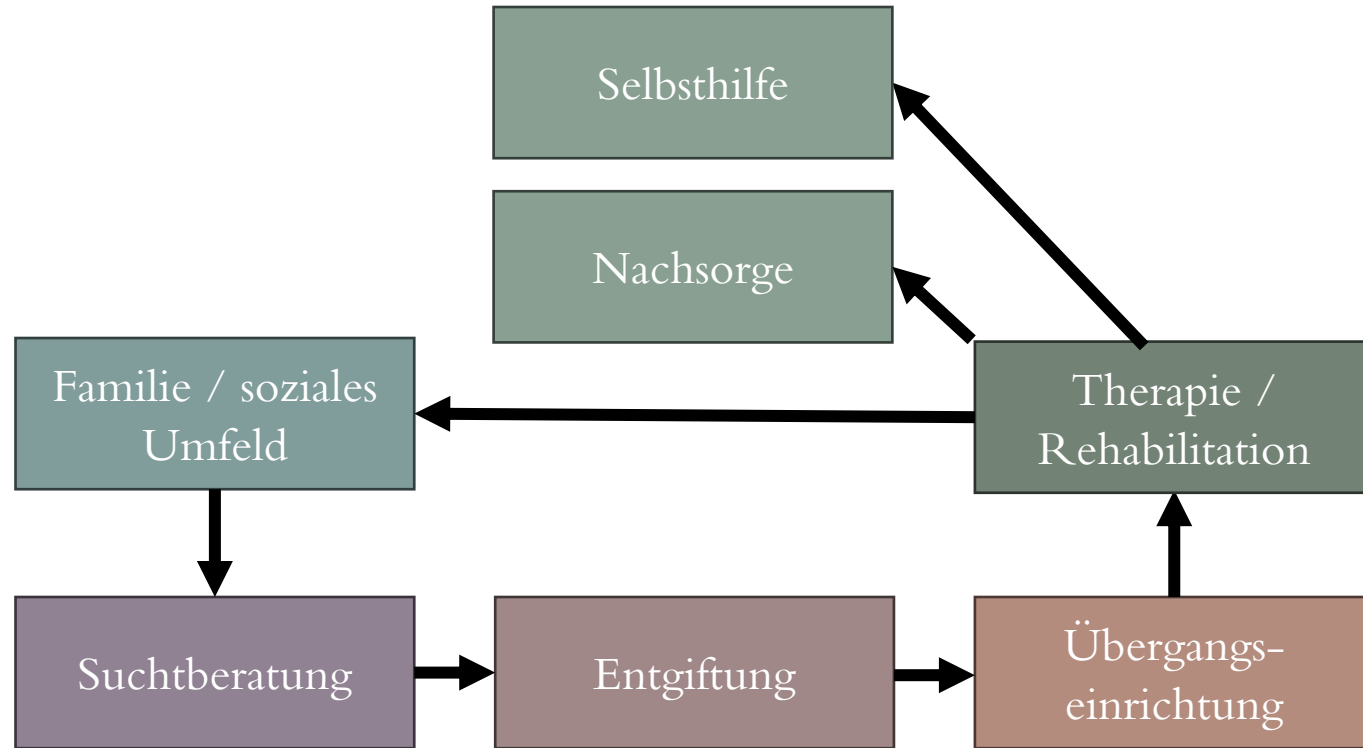 Selbsthilfe
Nachsorge
Familie / soziales
Umfeld
Therapie /
Rehabilitation
Suchtberatung
Entgiftung
Übergangs-
einrichtung